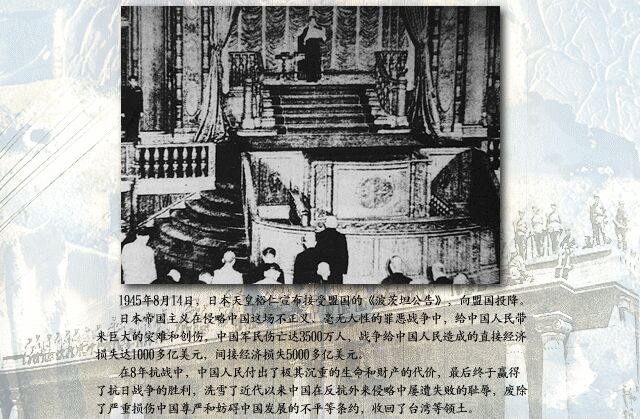 1945年8月14日，日本天皇裕仁宣布接受盟国的《波茨坦公告》，向盟国投降。
日本帝国主义在侵略中国这场不正义、毫无人性的罪恶战争中，给中国人民带
来巨大的灾难和创伤，中国军民伤亡达3500万人，战争给中国人民造成的直接经济
损失达1000多亿美元，间接经济损失5000多亿美元。
在8年抗战中，中国人民付出了极其沉重的生命和财产的代价，最后终于赢得
了抗日战争的胜利，洗雪了近代以来中国在反抗外来侵略中屡遭失败的耻辱，废除
了严重损伤中国尊严和妨碍中国发展的不平等条约，收回了台湾等领土。